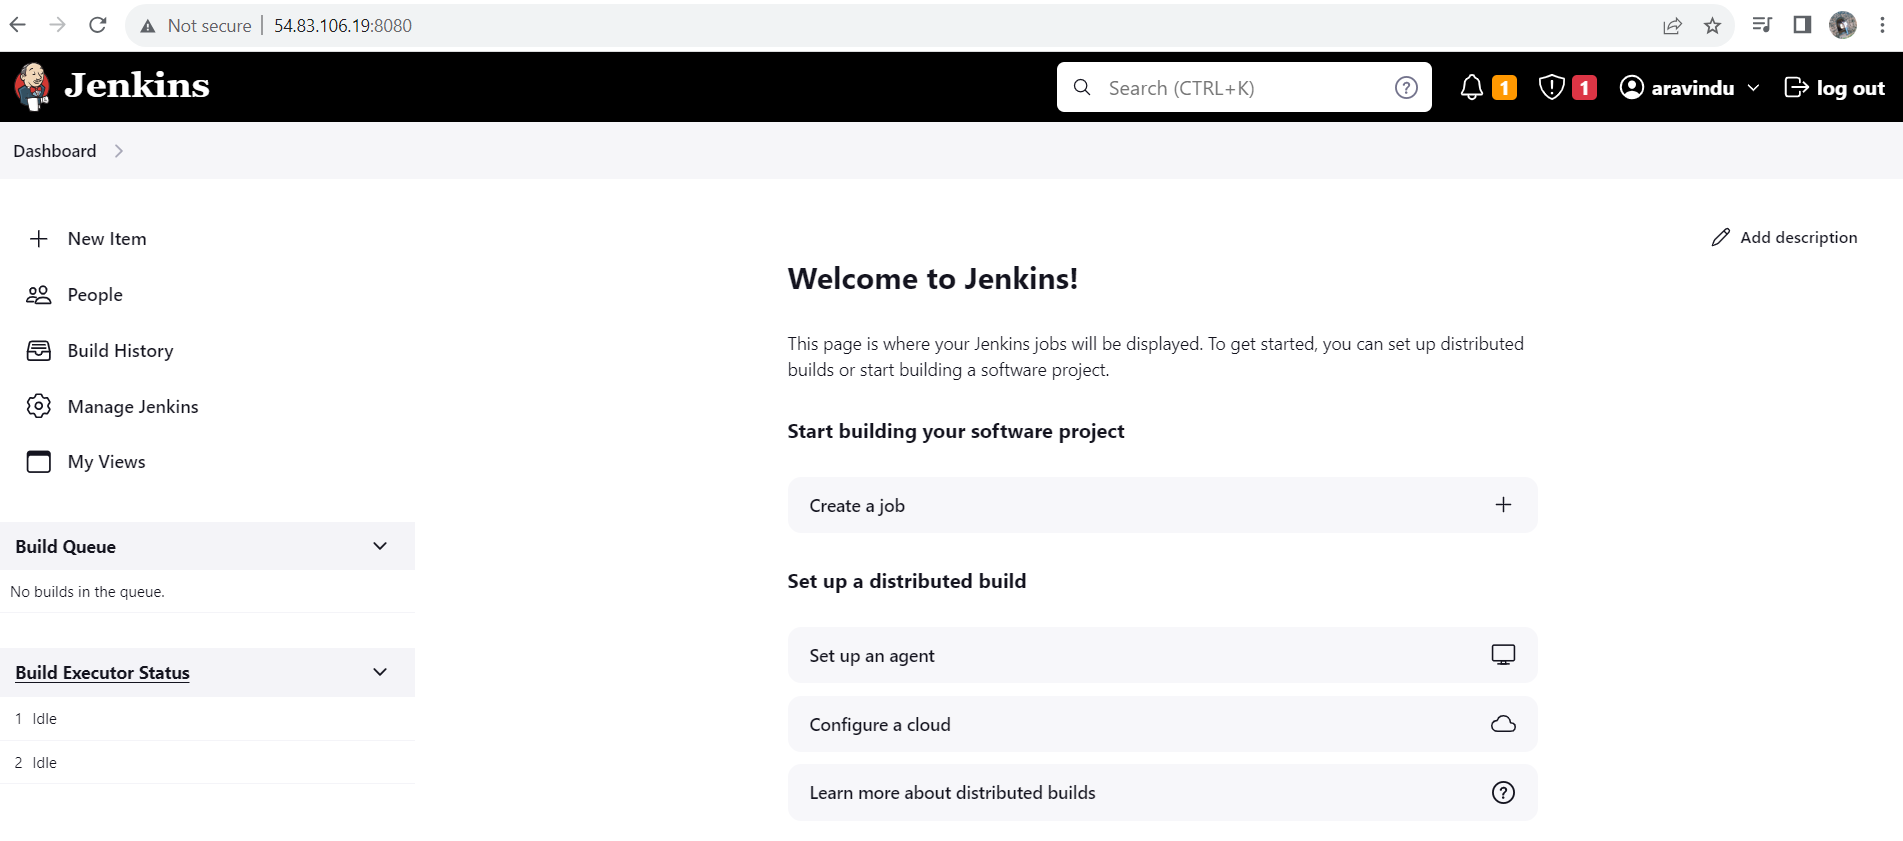 Not secure | 54.83.106.19:8080
Jenkins
Search (CTRL+K)
?
1
1
aravindu
log out
Dashboard
New Item
People
Build History
Manage Jenkins
My Views
Build Queue
No builds in the queue.
Build Executor Status
1 Idle
2 Idle
Add description
Welcome to Jenkins!
This page is where your Jenkins jobs will be displayed. To get started, you can set up distributed
builds or start building a software project.
Start building your software project
Create a job
Set up a distributed build
Set up an agent
Configure a cloud
Learn more about distributed builds
?